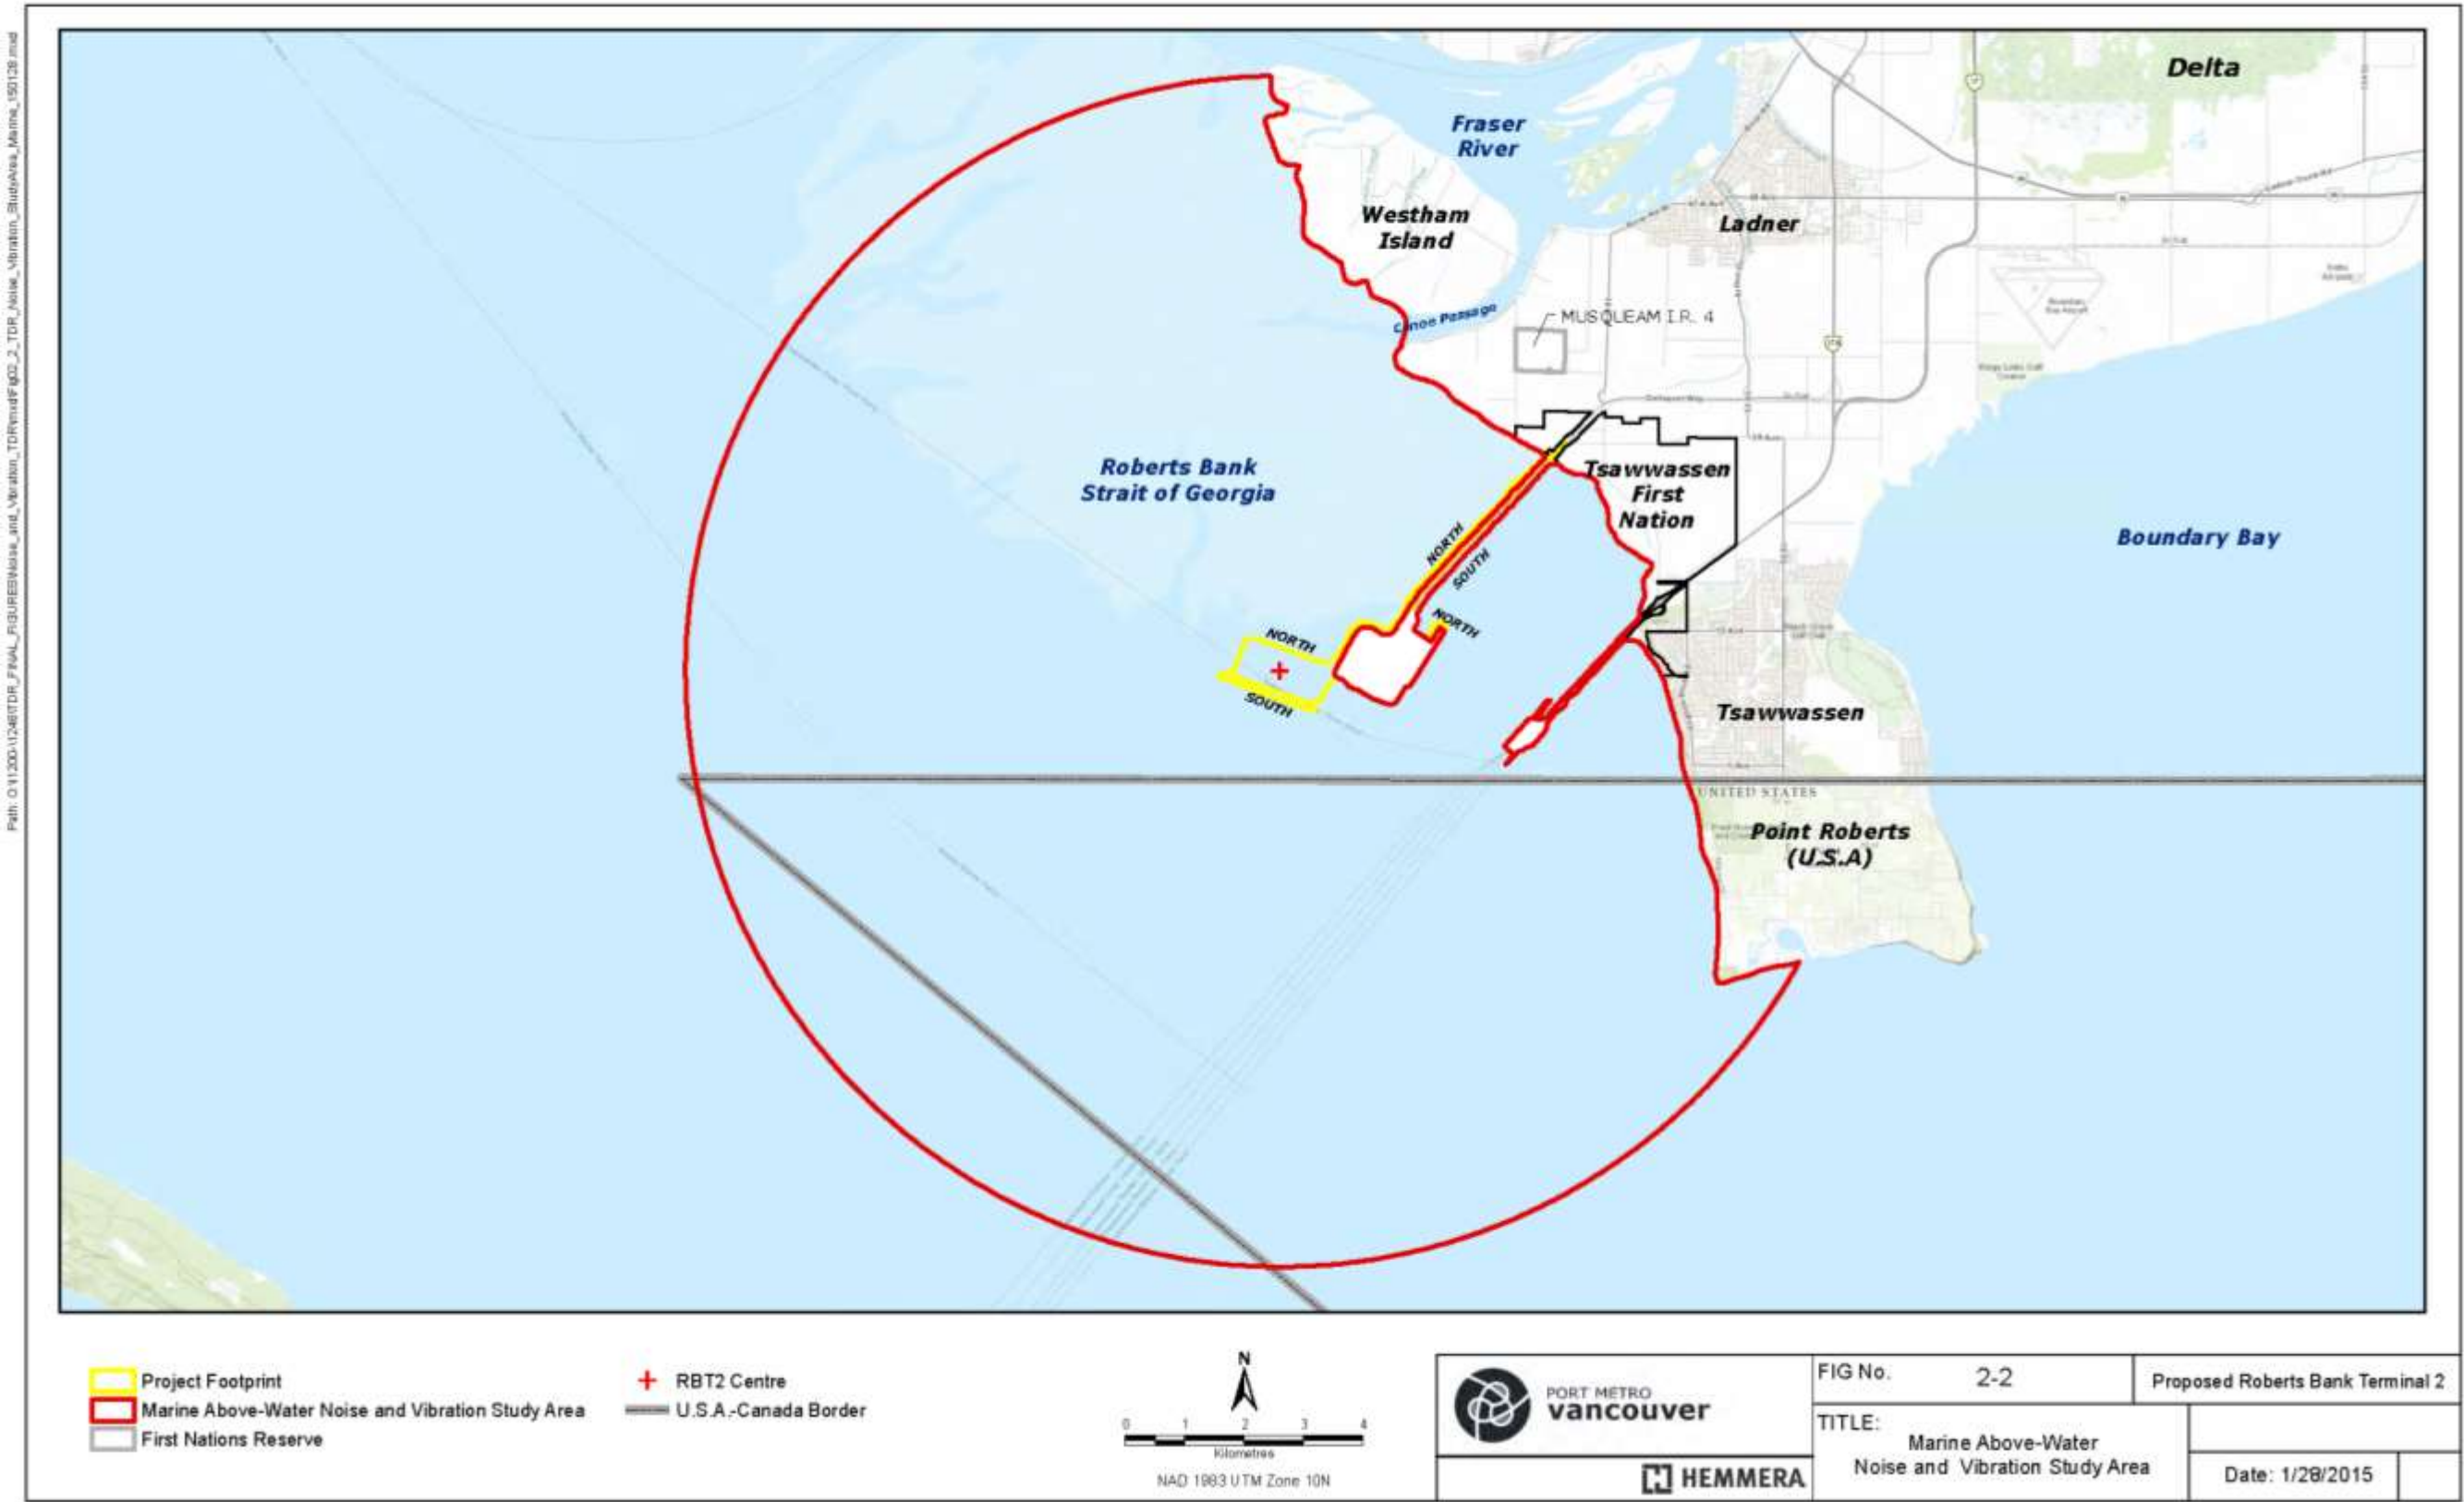 Delta
Fraser
River
Westham
Island
Ladner
Canoe Passage
MUSQUEAM I.R. 4
Roberts Bank
Strait of Georgia
Tsawwassen
First
Nation
Boundary Bay
NORTH
SOUTH
NORTH
NORTH
SOUTH
Tsawwassen
UNITED STATES
Point Roberts
(U.S.A)
Project Footprint
Marine Above-Water Noise and Vibration Study Area
First Nations Reserve
RBT2 Centre
U.S.A.-Canada Border
N
0 1 2 3 4
Kilometres
NAD 1983 UTM Zone 10N
PORT METRO
vancouver
HEMMERA
FIG No. 2-2
Proposed Roberts Bank Terminal 2
TITLE:
Marine Above-Water
Noise and Vibration Study Area
Date: 1/28/2015